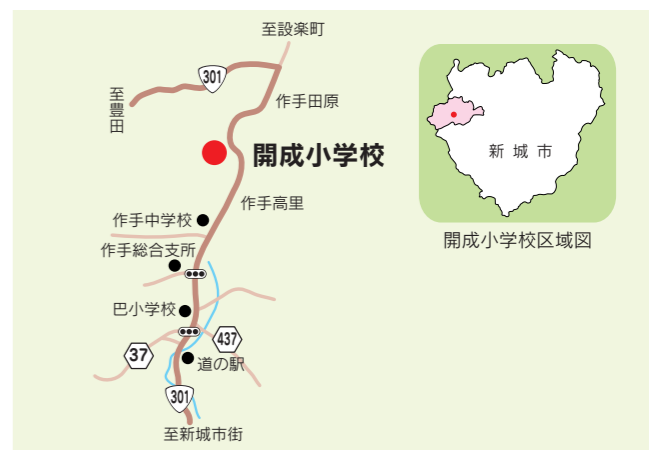 至設楽町
301
至豊田
作手田原
開成小学校
作手高里
作手中学校
作手総合支所
巴小学校
437
37
道の駅
301
至新城市街
新城市
開成小学校区域図